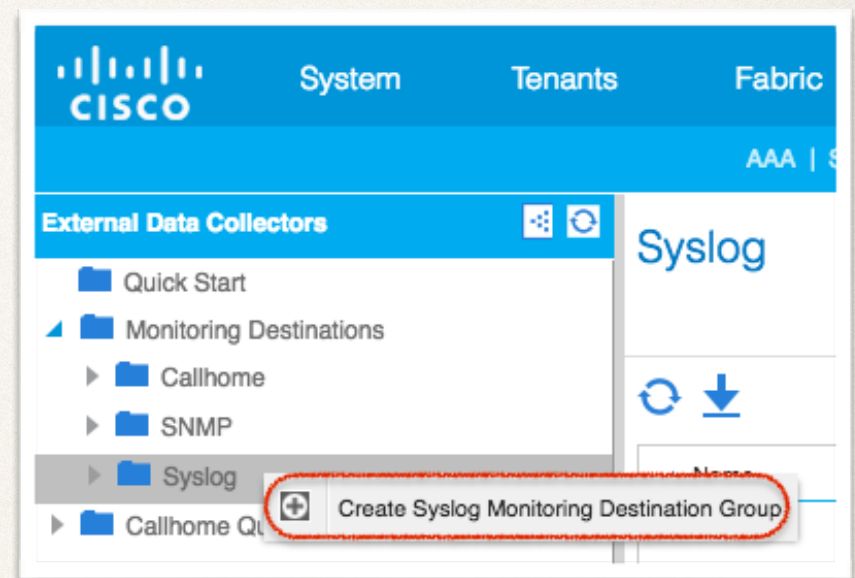 CISCO
System
Tenants
Fabric
AAA |
External Data Collectors
Syslog
Quick Start
Monitoring Destinations
Callhome
SNMP
Syslog
Name
Create Syslog Monitoring Destination Group
Callhome